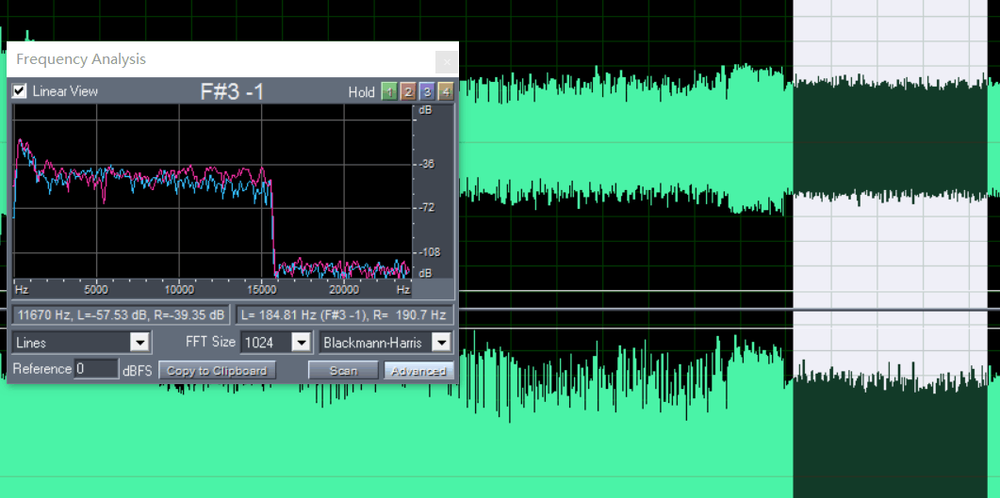 Frequency Analysis
Linear View F#3 -1 Hold 1 2 3 4
dB
-36
-72
-108
dB
Hz 5000 10000 15000 20000 Hz
11670 Hz, L=-57.53 dB, R=-39.35 dB L= 184.81 Hz (F#3 -1), R= 190.7 Hz
Lines FFT Size 1024 Blackmann-Harris
Reference 0 dBFS Copy to Clipboard Scan Advanced